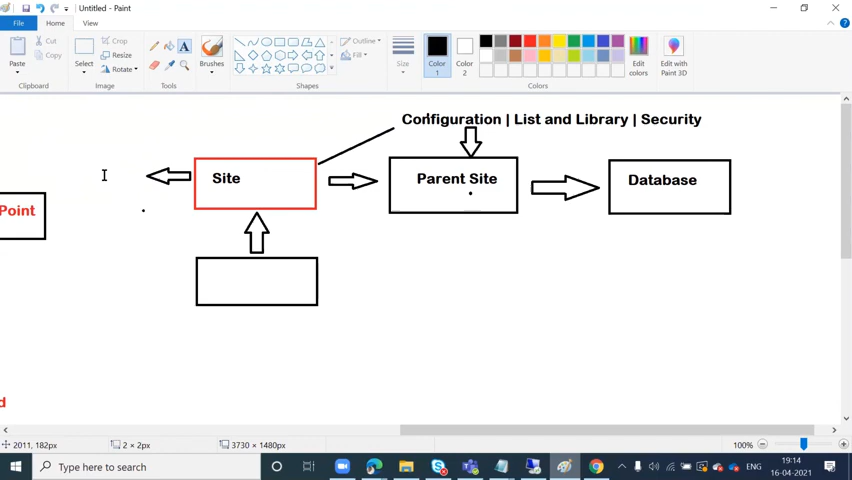 Untitled - Paint
File Home View
Cut
Copy
Paste
Clipboard
Crop
Resize
Rotate
Select
Image
Tools
Brushes
Outline
Fill
Shapes
Size
Color 1
Color 2
Edit colors
Edit with Paint 3D
Colors
Configuration | List and Library | Security
Site
Parent Site
Database
Point
d
2011, 182px
2 × 2px
3730 × 1480px
100%
Type here to search
ENG
19:14
16-04-2021